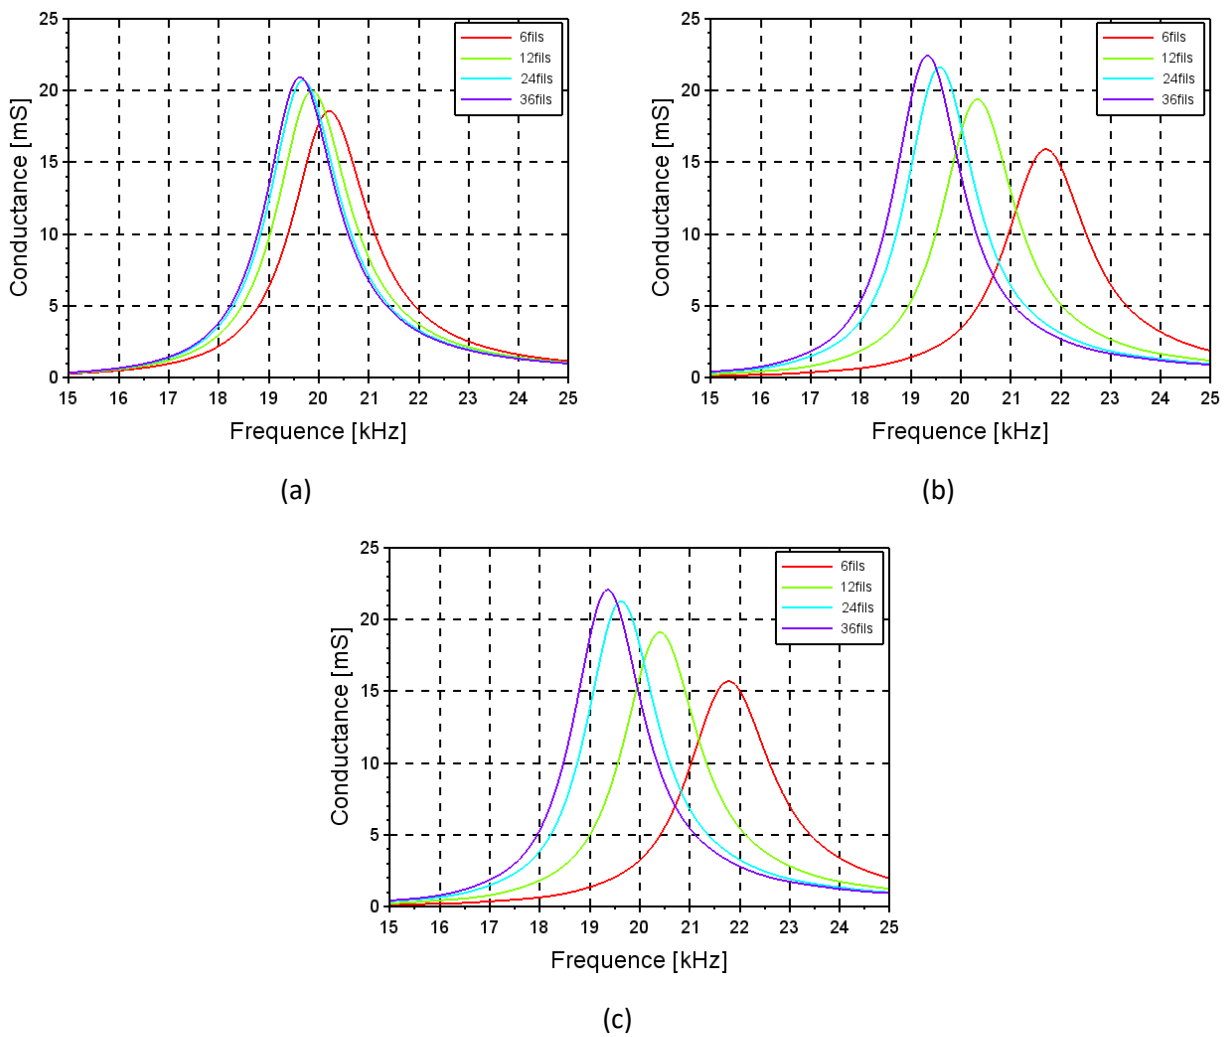 25
20
15
10
5
0
Conductance [mS]
6fils
12fils
24fils
36fils
15 16 17 18 19 20 21 22 23 24 25
Frequence [kHz]
(a)
25
20
15
10
5
0
Conductance [mS]
6fils
12fils
24fils
36fils
15 16 17 18 19 20 21 22 23 24 25
Frequence [kHz]
(b)
25
20
15
10
5
0
Conductance [mS]
6fils
12fils
24fils
36fils
15 16 17 18 19 20 21 22 23 24 25
Frequence [kHz]
(c)